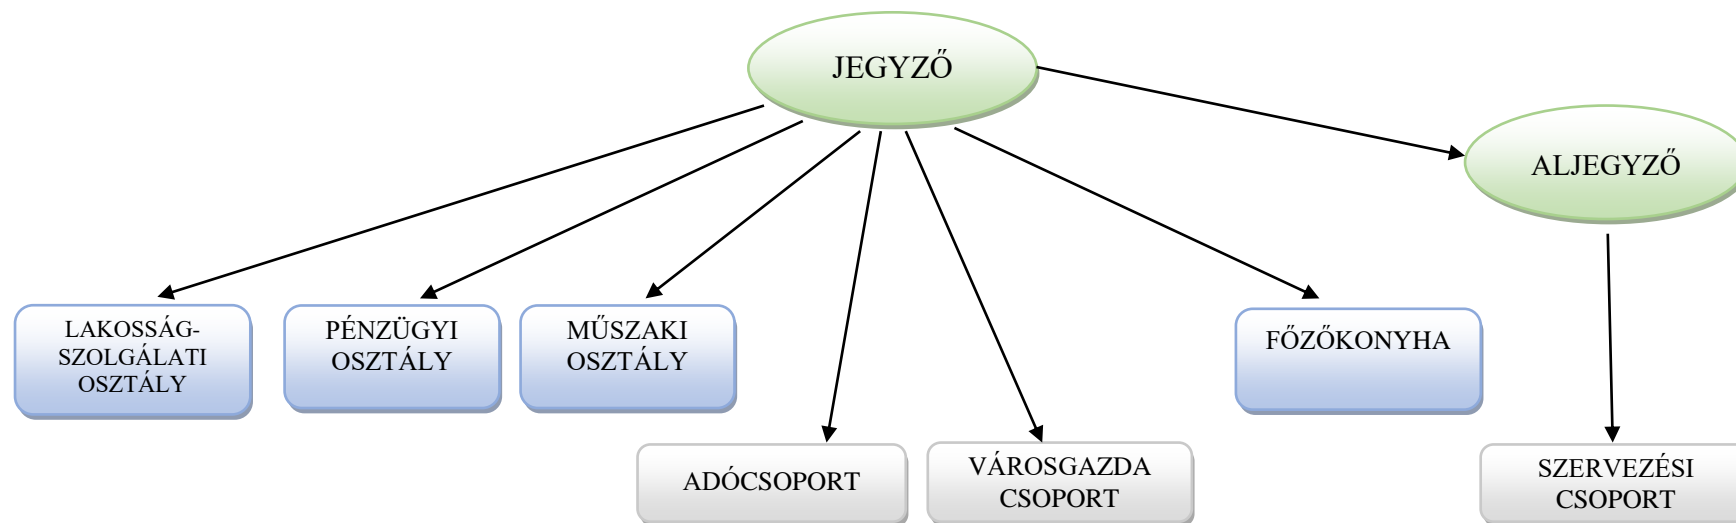 JEGYZŐ
ALJEGYZŐ
LAKOSSÁG-
SZOLGÁLATI
OSZTÁLY
PÉNZÜGYI
OSZTÁLY
MŰSZAKI
OSZTÁLY
FŐZŐKONYHA
ADÓCSOPORT
VÁROSGAZDA
CSOPORT
SZERVEZÉSI
CSOPORT